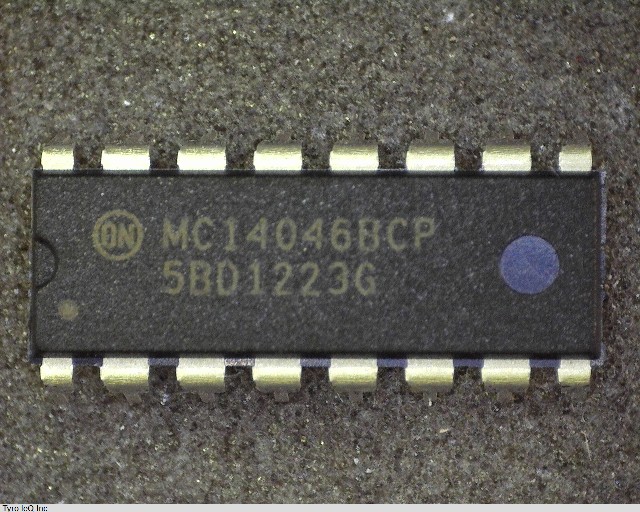 ON MC14046BCP
5BD1223G
Tyro IcQ Inc